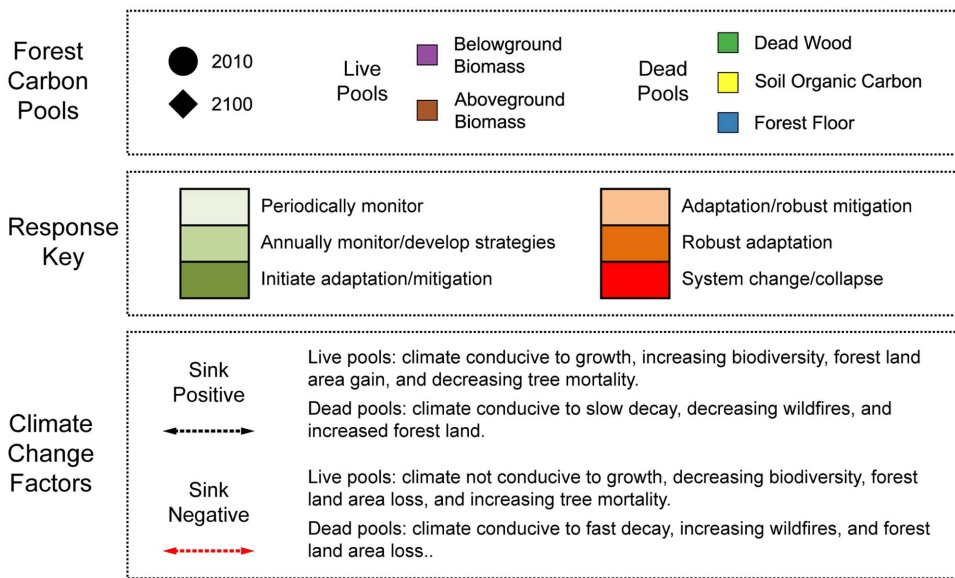 Forest
Carbon
Pools
2010
2100
Live
Pools
Belowground
Biomass
Aboveground
Biomass
Dead
Pools
Dead Wood
Soil Organic Carbon
Forest Floor
Response
Key
Periodically monitor
Annually monitor/develop strategies
Initiate adaptation/mitigation
Adaptation/robust mitigation
Robust adaptation
System change/collapse
Climate
Change
Factors
Sink
Positive
Live pools: climate conducive to growth, increasing biodiversity, forest land
area gain, and decreasing tree mortality.
Dead pools: climate conducive to slow decay, decreasing wildfires, and
increased forest land.
Sink
Negative
Live pools: climate not conducive to growth, decreasing biodiversity, forest
land area loss, and increasing tree mortality.
Dead pools: climate conducive to fast decay, increasing wildfires, and forest
land area loss..